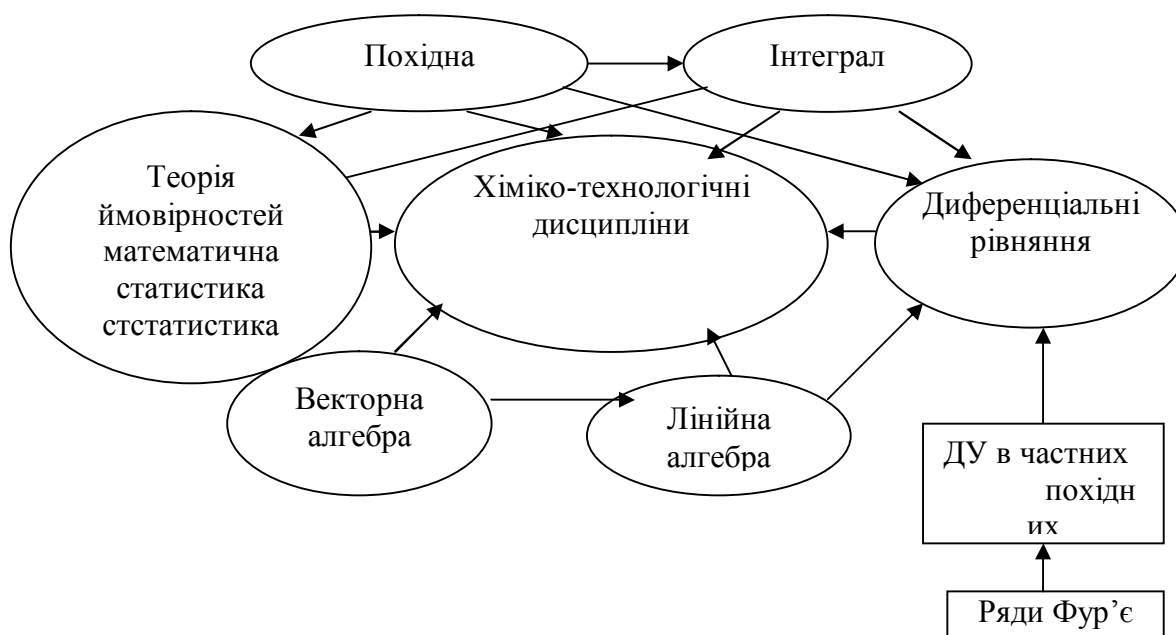 Похідна
Інтеграл
Теорія
ймовірностей
математична
статистика
стстатистика
Хіміко-технологічні
дисципліни
Диференціальні
рівняння
Векторна
алгебра
Лінійна
алгебра
ДУ в частних
похідн
их
Ряди Фур’є